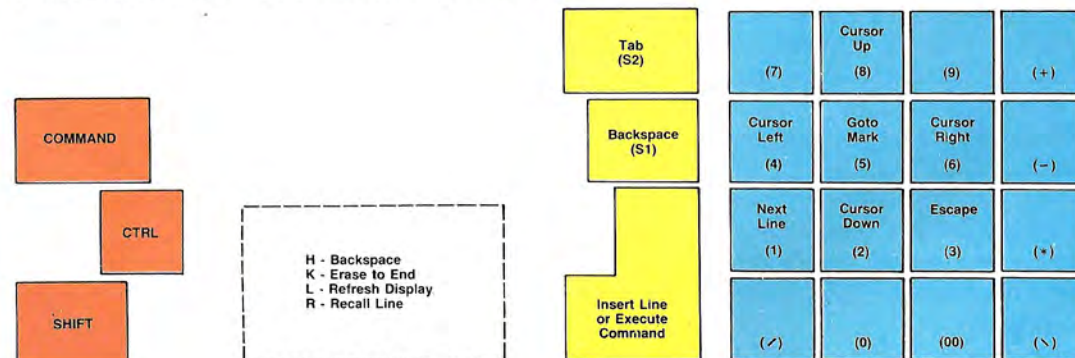 COMMAND
CTRL
SHIFT
H - Backspace
K - Erase to End
L - Refresh Display
R - Recall Line
Tab
(S2)
Backspace
(S1)
Insert Line
or Execute
Command
(7)
Cursor
Up
(8)
(9)
(+)
Cursor
Left
(4)
Goto
Mark
(5)
Cursor
Right
(6)
(-)
Next
Line
(1)
Cursor
Down
(2)
Escape
(3)
(*)
(/)
(0)
(00)
(\)